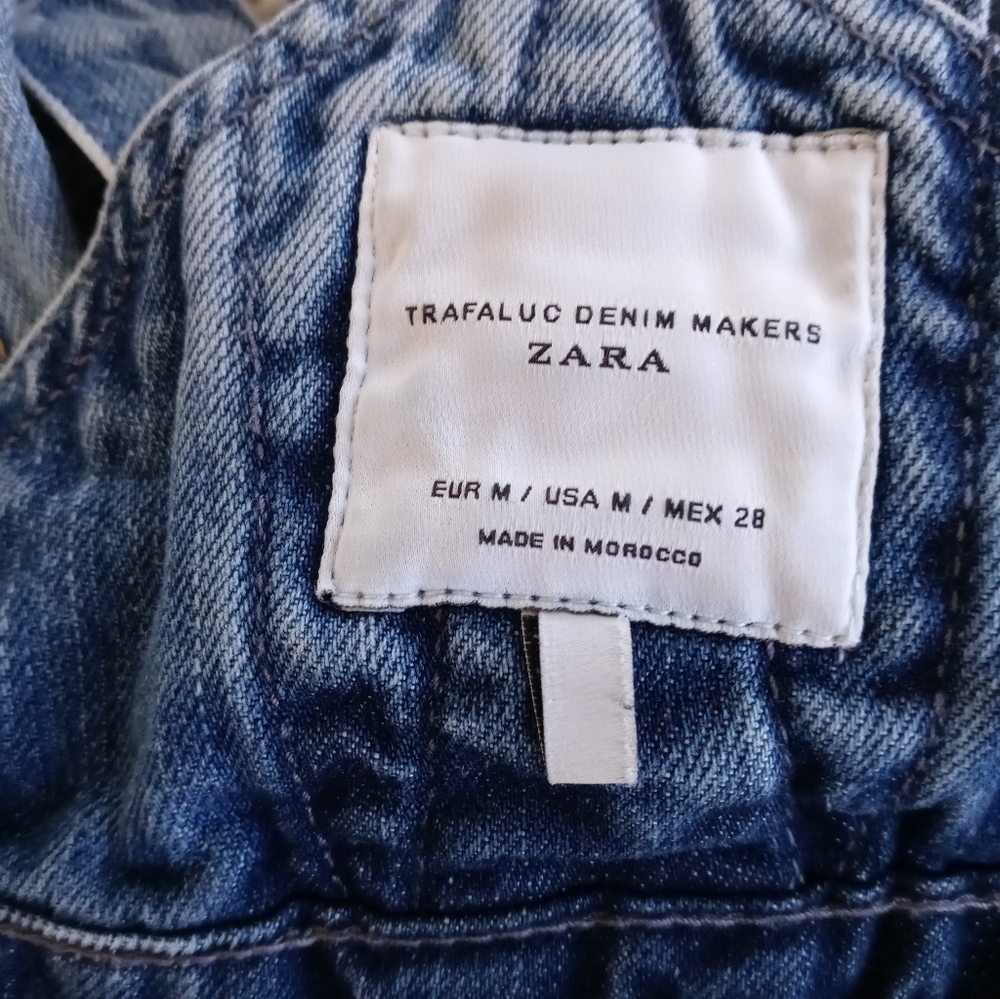 TRAFALUC DENIM MAKERS
ZARA
EUR M / USA M / MEX 28
MADE IN MOROCCO